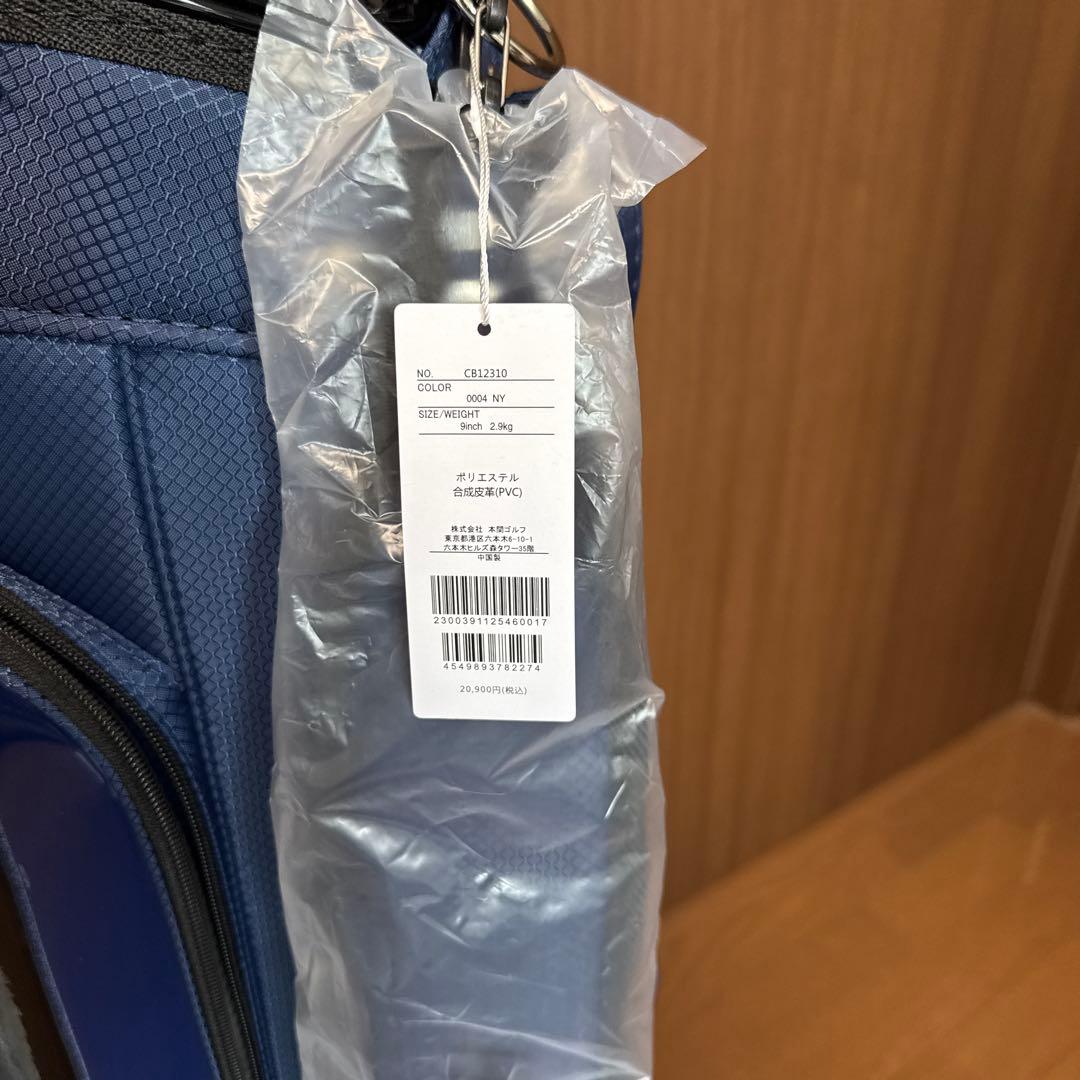 NO. CB12310
COLOR
0004 NY
SIZE/WEIGHT
9inch 2.9kg
ポリエステル
合成皮革(PVC)
株式会社 本間ゴルフ
東京都港区六本木6-10-1
六本木ヒルズ森タワー35階
中国製
2300391125460017
4549893782274
20,900円(税込)